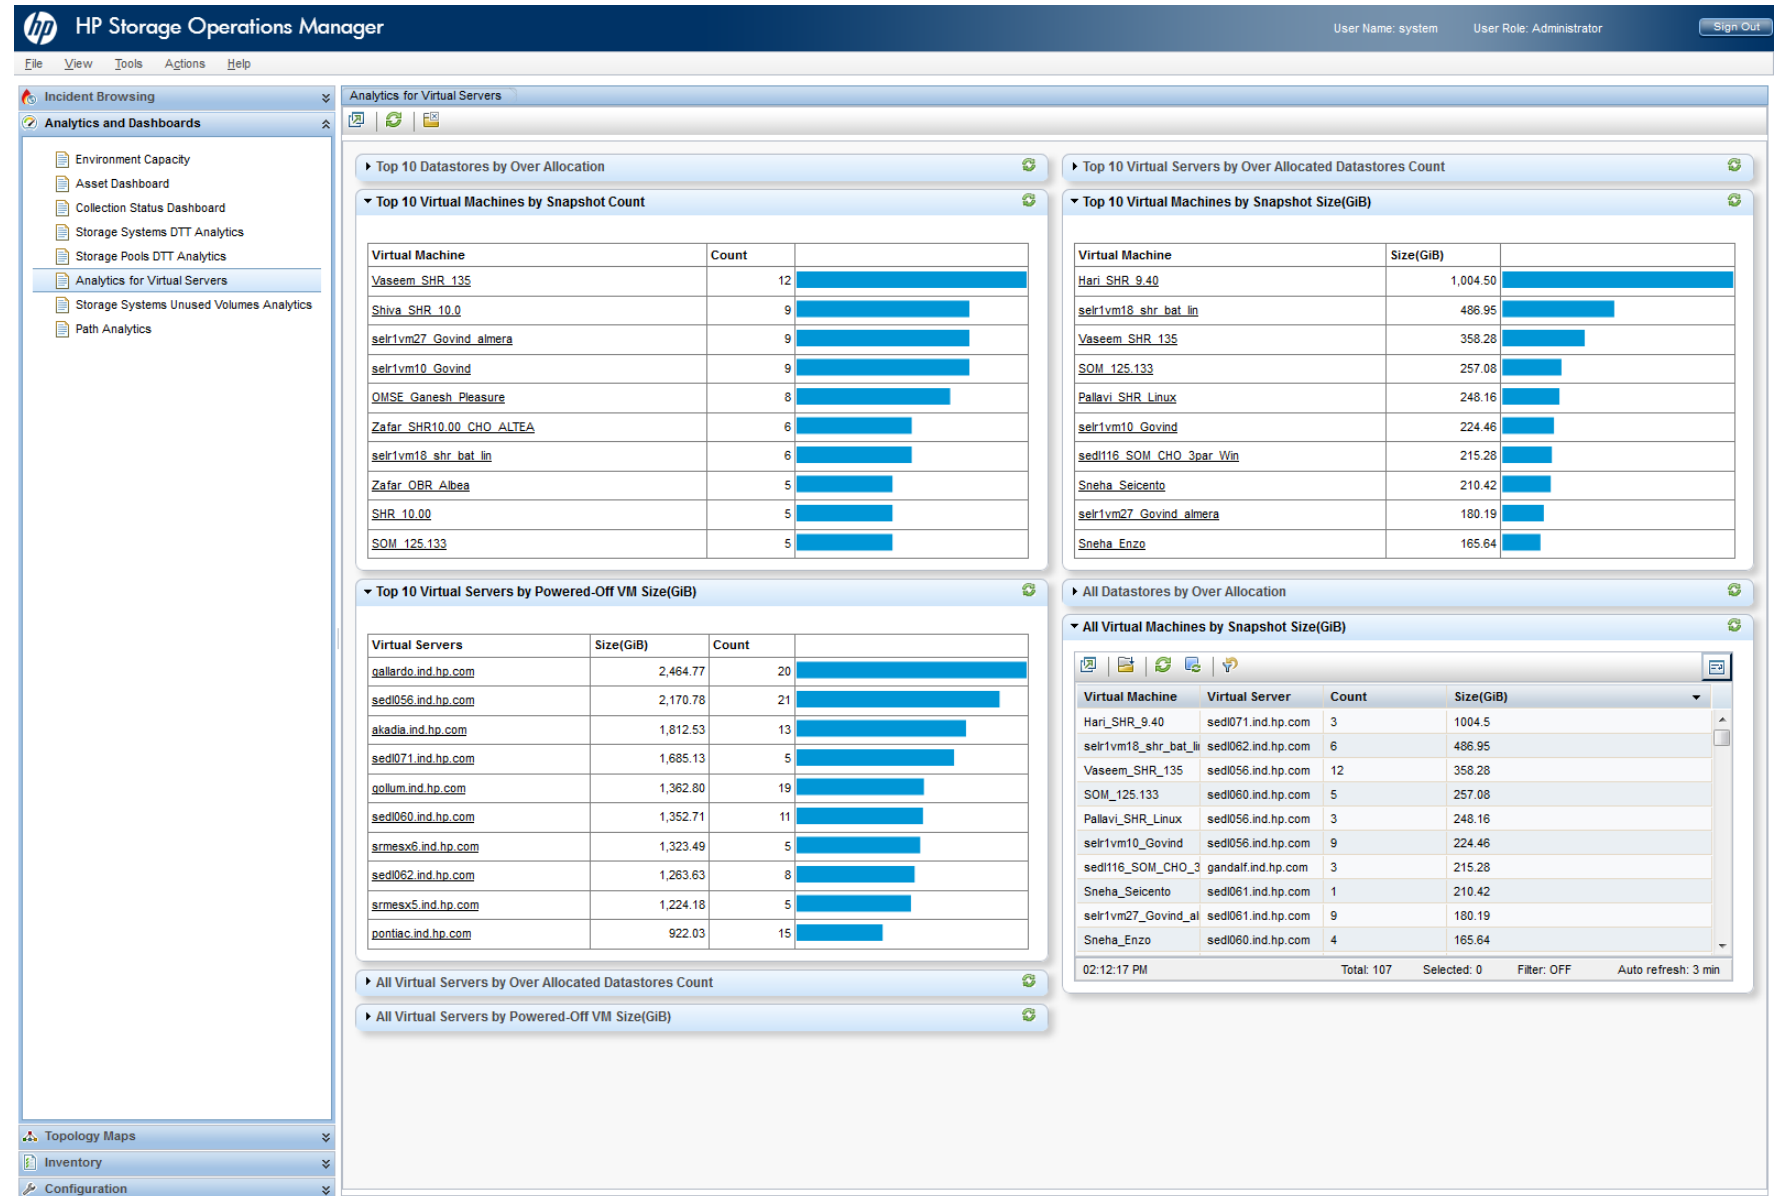 HP Storage Operations Manager
User Name: system User Role: Administrator Sign Out
File View Tools Actions Help
Incident Browsing
Analytics and Dashboards
Environment Capacity
Asset Dashboard
Collection Status Dashboard
Storage Systems DTT Analytics
Storage Pools DTT Analytics
Analytics for Virtual Servers
Storage Systems Unused Volumes Analytics
Path Analytics
Topology Maps
Inventory
Configuration
Analytics for Virtual Servers
Top 10 Datastores by Over Allocation
Top 10 Virtual Machines by Snapshot Count
Virtual Machine Count
Vaseem_SHR_135 12
Shiva_SHR_10.0 9
selr1vm27_Govind_almera 9
selr1vm10_Govind 9
OMSE_Ganesh_Pleasure 8
Zafar_SHR10.00_CHO_ALTEA 6
selr1vm18_shr_bat_lin 6
Zafar_OBR_Albea 5
SHR_10.00 5
SOM_125.133 5
Top 10 Virtual Servers by Powered-Off VM Size(GiB)
Virtual Servers Size(GiB) Count
gallardo.ind.hp.com 2,464.77 20
sedl056.ind.hp.com 2,170.78 21
akadia.ind.hp.com 1,812.53 13
sedl071.ind.hp.com 1,685.13 5
gollum.ind.hp.com 1,362.80 19
sedl060.ind.hp.com 1,352.71 11
srmesx6.ind.hp.com 1,323.49 5
sedl062.ind.hp.com 1,263.63 8
srmesx5.ind.hp.com 1,224.18 5
pontiac.ind.hp.com 922.03 15
All Virtual Servers by Over Allocated Datastores Count
All Virtual Servers by Powered-Off VM Size(GiB)
Top 10 Virtual Servers by Over Allocated Datastores Count
Top 10 Virtual Machines by Snapshot Size(GiB)
Virtual Machine Size(GiB)
Hari_SHR_9.40 1,004.50
selr1vm18_shr_bat_lin 486.95
Vaseem_SHR_135 358.28
SOM_125.133 257.08
Pallavi_SHR_Linux 248.16
selr1vm10_Govind 224.46
sedl116_SOM_CHO_3par_Win 215.28
Sneha_Seicento 210.42
selr1vm27_Govind_almera 180.19
Sneha_Enzo 165.64
All Datastores by Over Allocation
All Virtual Machines by Snapshot Size(GiB)
Virtual Machine Virtual Server Count Size(GiB)
Hari_SHR_9.40 sedl071.ind.hp.com 3 1004.5
selr1vm18_shr_bat_li sedl062.ind.hp.com 6 486.95
Vaseem_SHR_135 sedl056.ind.hp.com 12 358.28
SOM_125.133 sedl060.ind.hp.com 5 257.08
Pallavi_SHR_Linux sedl056.ind.hp.com 3 248.16
selr1vm10_Govind sedl056.ind.hp.com 9 224.46
sedl116_SOM_CHO_3 gandalf.ind.hp.com 3 215.28
Sneha_Seicento sedl061.ind.hp.com 1 210.42
selr1vm27_Govind_al sedl061.ind.hp.com 9 180.19
Sneha_Enzo sedl060.ind.hp.com 4 165.64
02:12:17 PM Total: 107 Selected: 0 Filter: OFF Auto refresh: 3 min